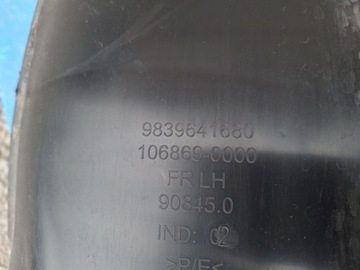 9839641680
106869-0000
FR LH
90845.0
IND: 02
>P/E<